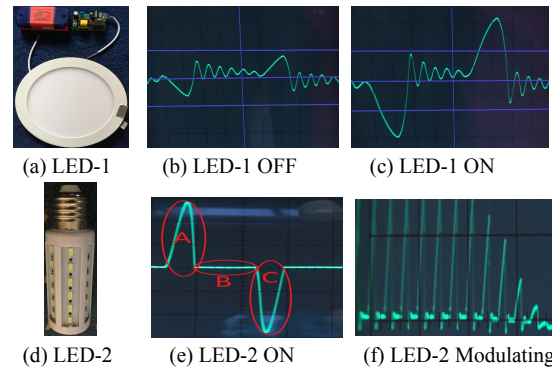 (a) LED-1
(b) LED-1 OFF
(c) LED-1 ON
A
B
C
(d) LED-2
(e) LED-2 ON
(f) LED-2 Modulating